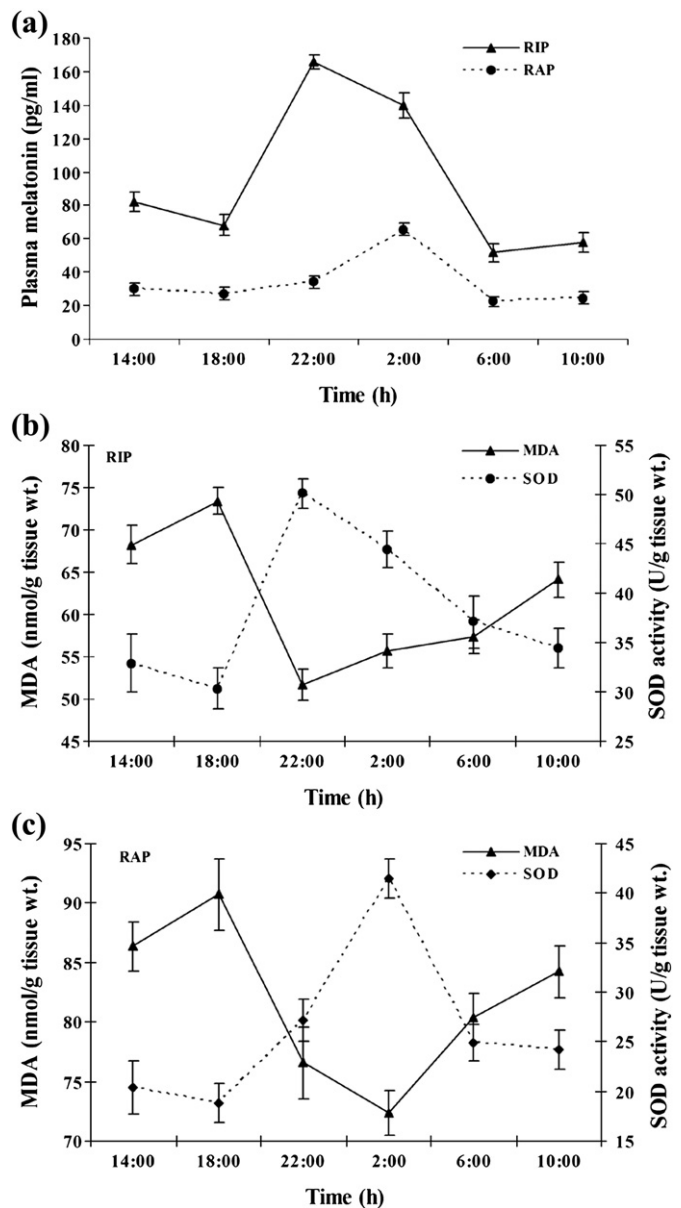 (a)
180
160
140
120
100
80
60
40
20
0
Plasma melatonin (pg/ml)
RIP
RAP
14:00 18:00 22:00 2:00 6:00 10:00
Time (h)
(b)
80
75
70
65
60
55
50
45
MDA (nmol/g tissue wt.)
RIP
MDA
SOD
55
50
45
40
35
30
25
SOD activity (U/g tissue wt.)
14:00 18:00 22:00 2:00 6:00 10:00
Time (h)
(c)
95
90
85
80
75
70
MDA (nmol/g tissue wt.)
RAP
MDA
SOD
45
40
35
30
25
20
15
SOD activity (U/g tissue wt.)
14:00 18:00 22:00 2:00 6:00 10:00
Time (h)